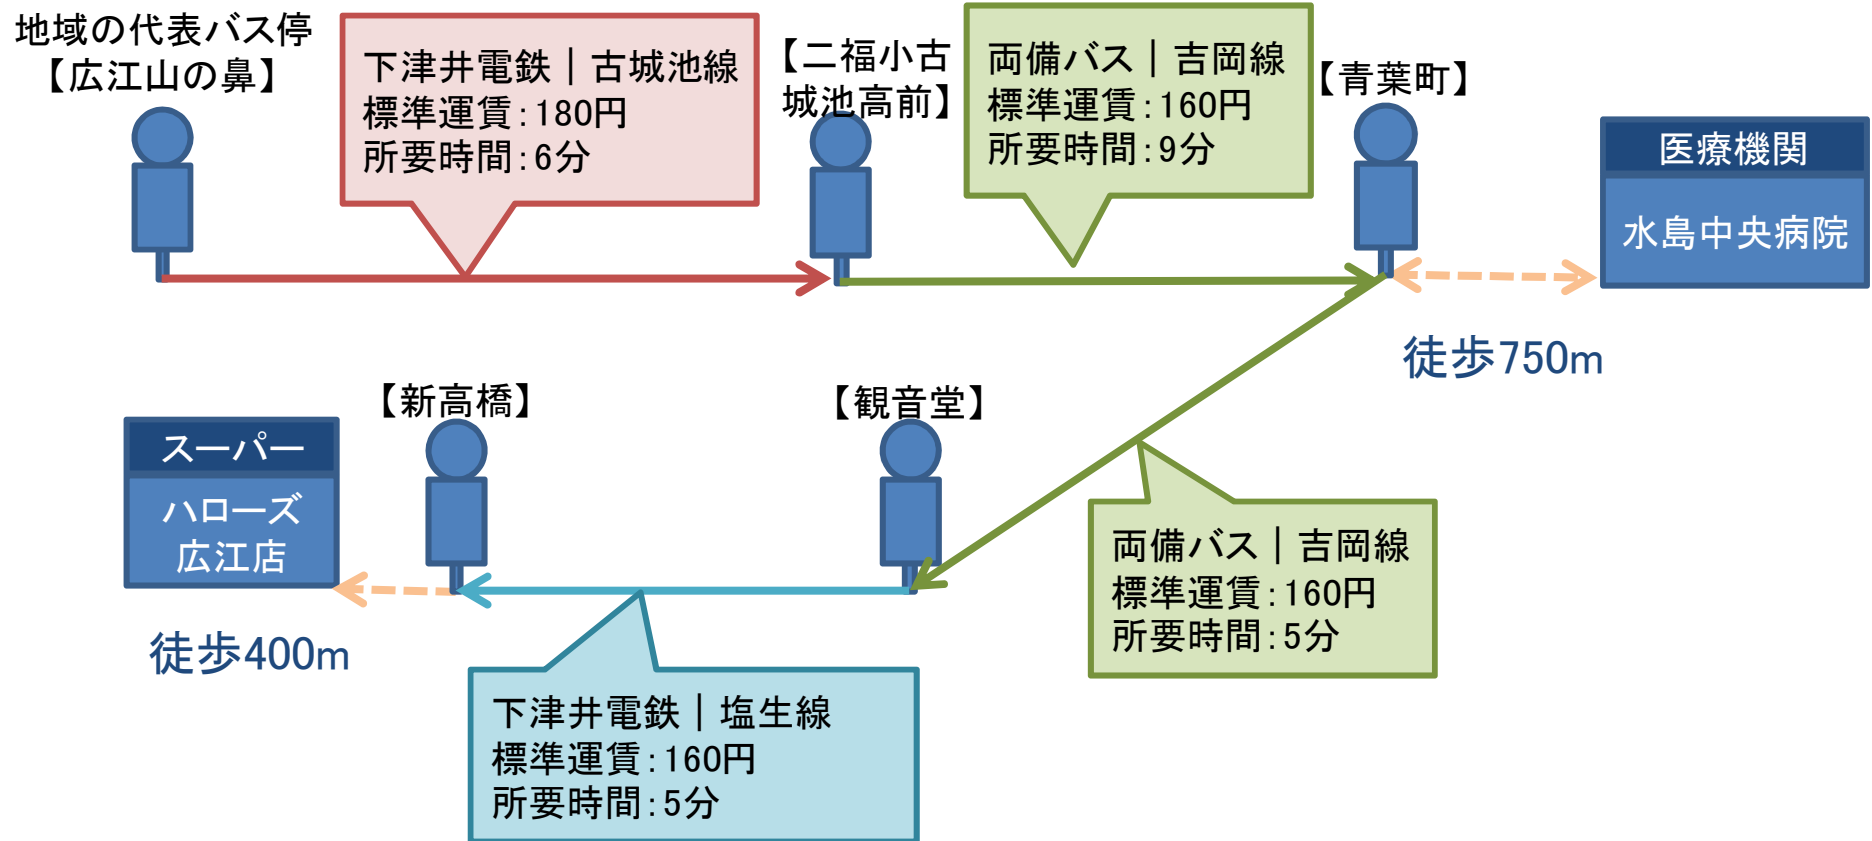 地域の代表バス停
【広江山の鼻】
下津井電鉄｜古城池線
標準運賃：180円
所要時間：6分
【二福小古
城池高前】
両備バス｜吉岡線
標準運賃：160円
所要時間：9分
【青葉町】
医療機関
水島中央病院
徒歩750m
【新高橋】
【観音堂】
スーパー
ハローズ
広江店
徒歩400m
両備バス｜吉岡線
標準運賃：160円
所要時間：5分
下津井電鉄｜塩生線
標準運賃：160円
所要時間：5分